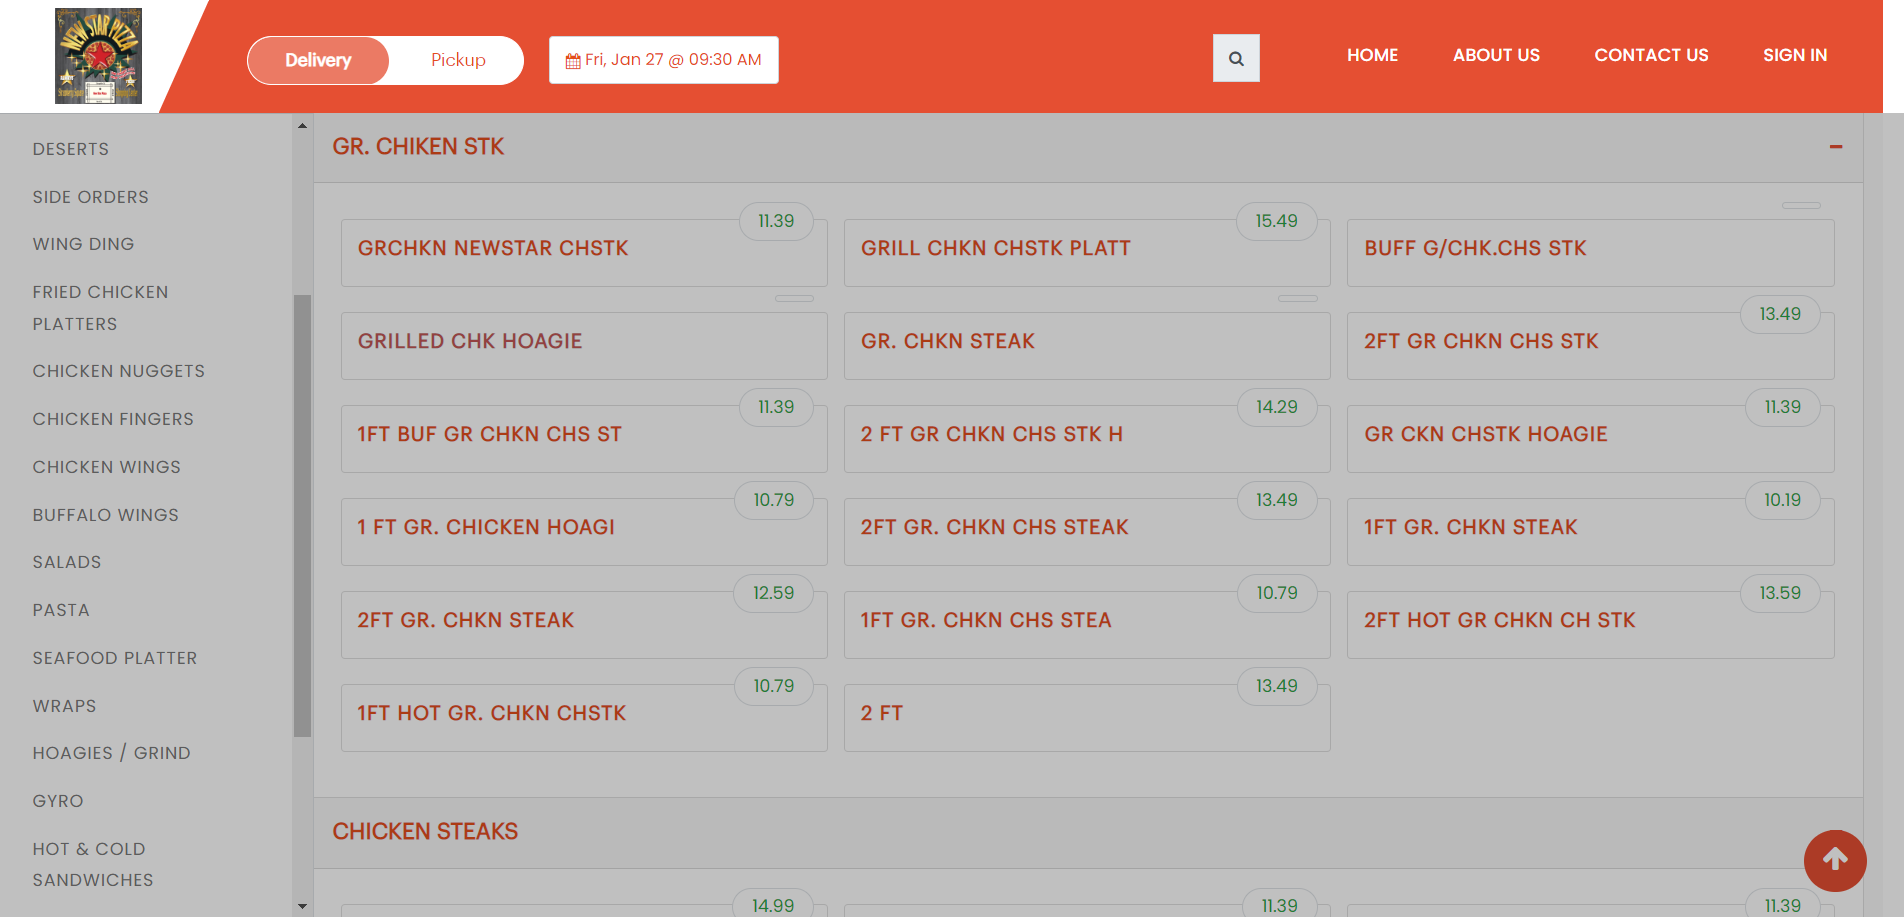 NEW STAR PIZZA
Delivery
Pickup
Fri, Jan 27 @ 09:30 AM
HOME
ABOUT US
CONTACT US
SIGN IN
DESERTS
SIDE ORDERS
WING DING
FRIED CHICKEN
PLATTERS
CHICKEN NUGGETS
CHICKEN FINGERS
CHICKEN WINGS
BUFFALO WINGS
SALADS
PASTA
SEAFOOD PLATTER
WRAPS
HOAGIES / GRIND
GYRO
HOT & COLD
SANDWICHES
GR. CHIKEN STK
11.39
GRCHKN NEWSTAR CHSTK
15.49
GRILL CHKN CHSTK PLATT
BUFF G/CHK.CHS STK
GRILLED CHK HOAGIE
GR. CHKN STEAK
13.49
2FT GR CHKN CHS STK
11.39
1FT BUF GR CHKN CHS ST
14.29
2 FT GR CHKN CHS STK H
11.39
GR CKN CHSTK HOAGIE
10.79
1 FT GR. CHICKEN HOAGI
13.49
2FT GR. CHKN CHS STEAK
10.19
1FT GR. CHKN STEAK
12.59
2FT GR. CHKN STEAK
10.79
1FT GR. CHKN CHS STEA
13.59
2FT HOT GR CHKN CH STK
10.79
1FT HOT GR. CHKN CHSTK
13.49
2 FT
CHICKEN STEAKS
14.99
11.39
11.39